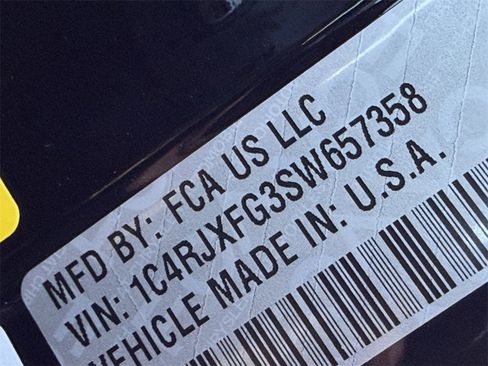 MFD BY: FCA US LLC
VIN: 1C4RJXFG3SW657358
VEHICLE MADE IN: U.S.A.